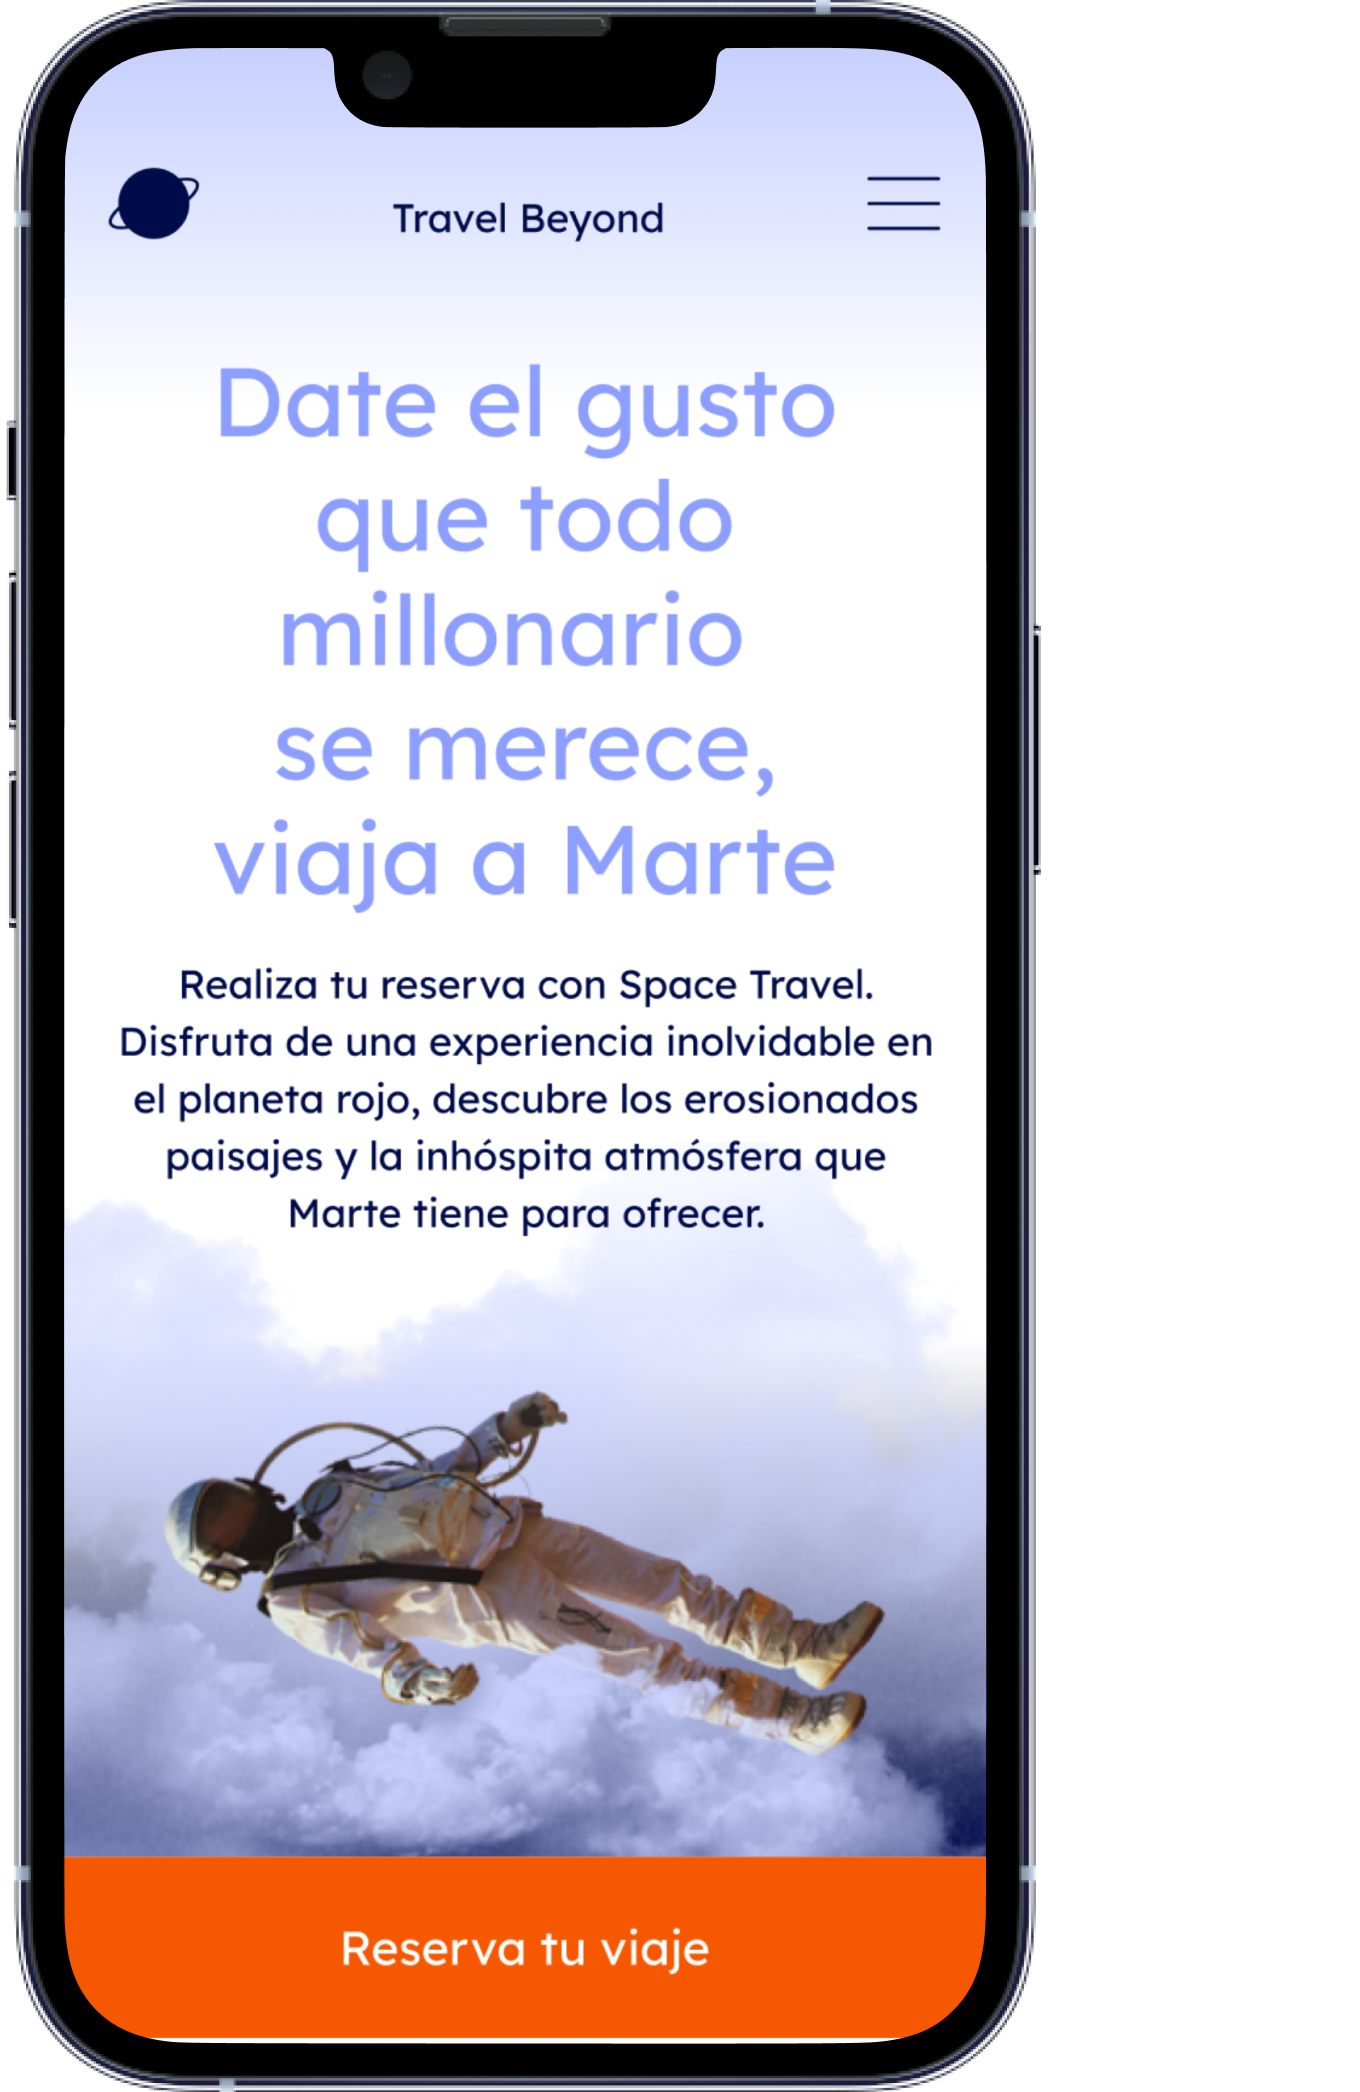 Travel Beyond
Date el gusto
que todo
millonario
se merece,
viaja a Marte
Realiza tu reserva con Space Travel.
Disfruta de una experiencia inolvidable en
el planeta rojo, descubre los erosionados
paisajes y la inhóspita atmósfera que
Marte tiene para ofrecer.
Reserva tu viaje